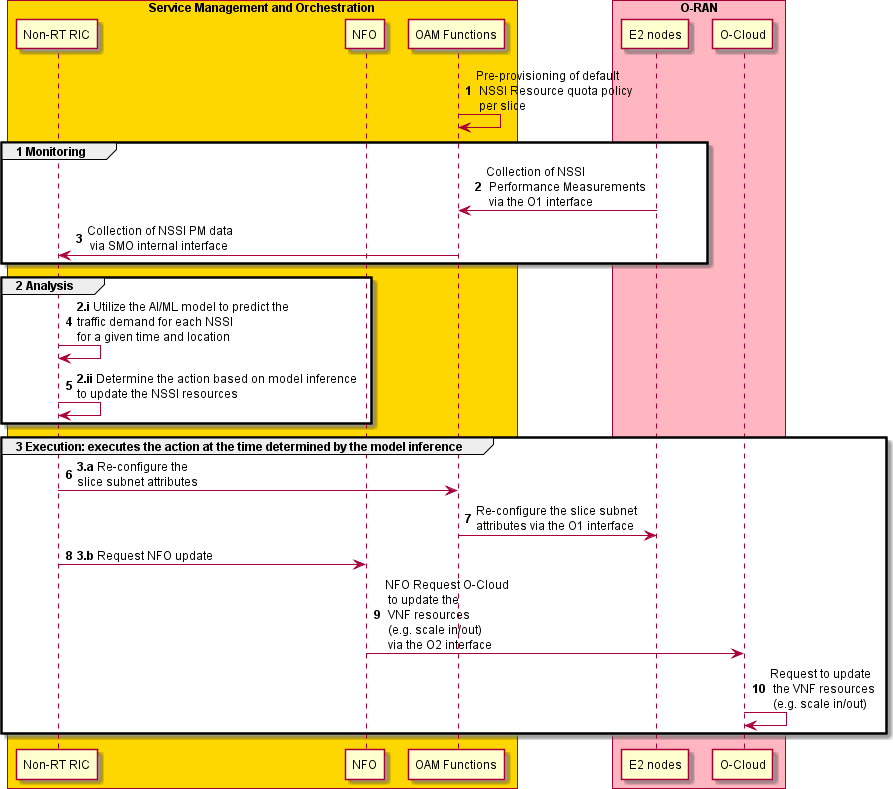 Service Management and Orchestration
O-RAN
Non-RT RIC
NFO
OAM Functions
E2 nodes
O-Cloud
Pre-provisioning of default
1 NSSI Resource quota policy
per slice
1 Monitoring
Collection of NSSI
2 Performance Measurements
via the O1 interface
Collection of NSSI PM data
3
via SMO internal interface
2 Analysis
2.i Utilize the AI/ML model to predict the
4 traffic demand for each NSSI
for a given time and location
2.ii Determine the action based on model inference
5
to update the NSSI resources
3 Execution: executes the action at the time determined by the model inference
3.a Re-configure the
6
slice subnet attributes
Re-configure the slice subnet
7
attributes via the O1 interface
8 3.b Request NFO update
NFO Request O-Cloud
to update the
9 VNF resources
(e.g. scale in/out)
via the O2 interface
Request to update
10 the VNF resources
(e.g. scale in/out)
Non-RT RIC
NFO
OAM Functions
E2 nodes
O-Cloud